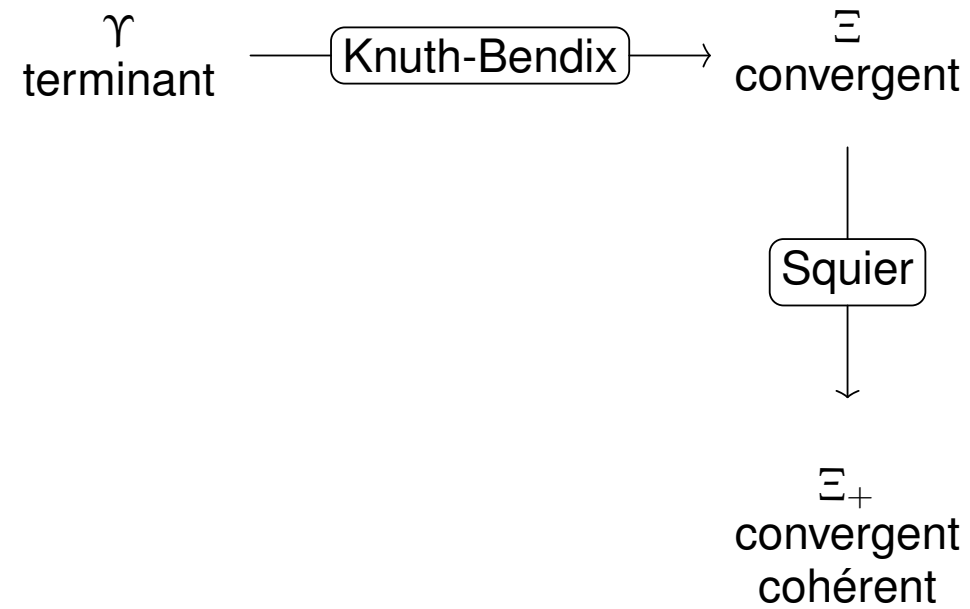 ϒ
terminant
Knuth-Bendix
Ξ
convergent
Squier
Ξ₊
convergent
cohérent